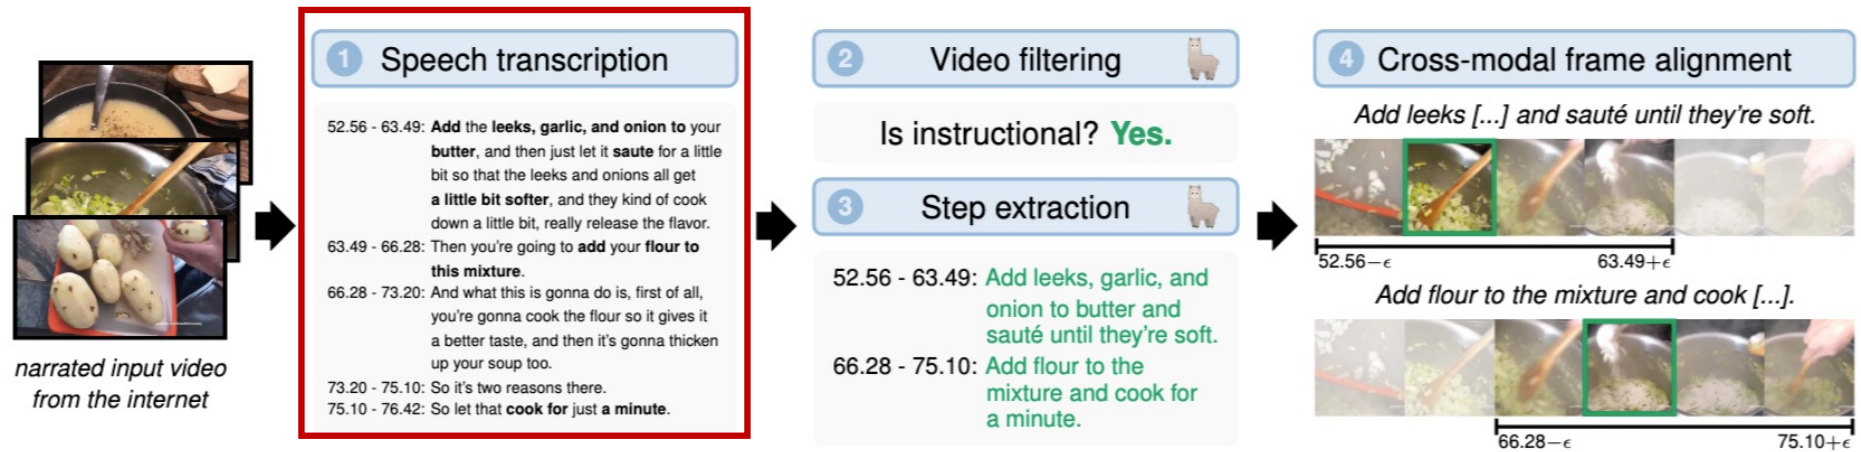 narrated input video
from the internet
1 Speech transcription
52.56 - 63.49: Add the leeks, garlic, and onion to your
butter, and then just let it saute for a little
bit so that the leeks and onions all get
a little bit softer, and they kind of cook
down a little bit, really release the flavor.
63.49 - 66.28: Then you're going to add your flour to
this mixture.
66.28 - 73.20: And what this is gonna do is, first of all,
you're gonna cook the flour so it gives it
a better taste, and then it's gonna thicken
up your soup too.
73.20 - 75.10: So it's two reasons there.
75.10 - 76.42: So let that cook for just a minute.
2 Video filtering
Is instructional? Yes.
3 Step extraction
52.56 - 63.49: Add leeks, garlic, and
onion to butter and
sauté until they're soft.
66.28 - 75.10: Add flour to the
mixture and cook for
a minute.
4 Cross-modal frame alignment
Add leeks [...] and sauté until they're soft.
52.56−ϵ 63.49+ϵ
Add flour to the mixture and cook [...].
66.28−ϵ 75.10+ϵ